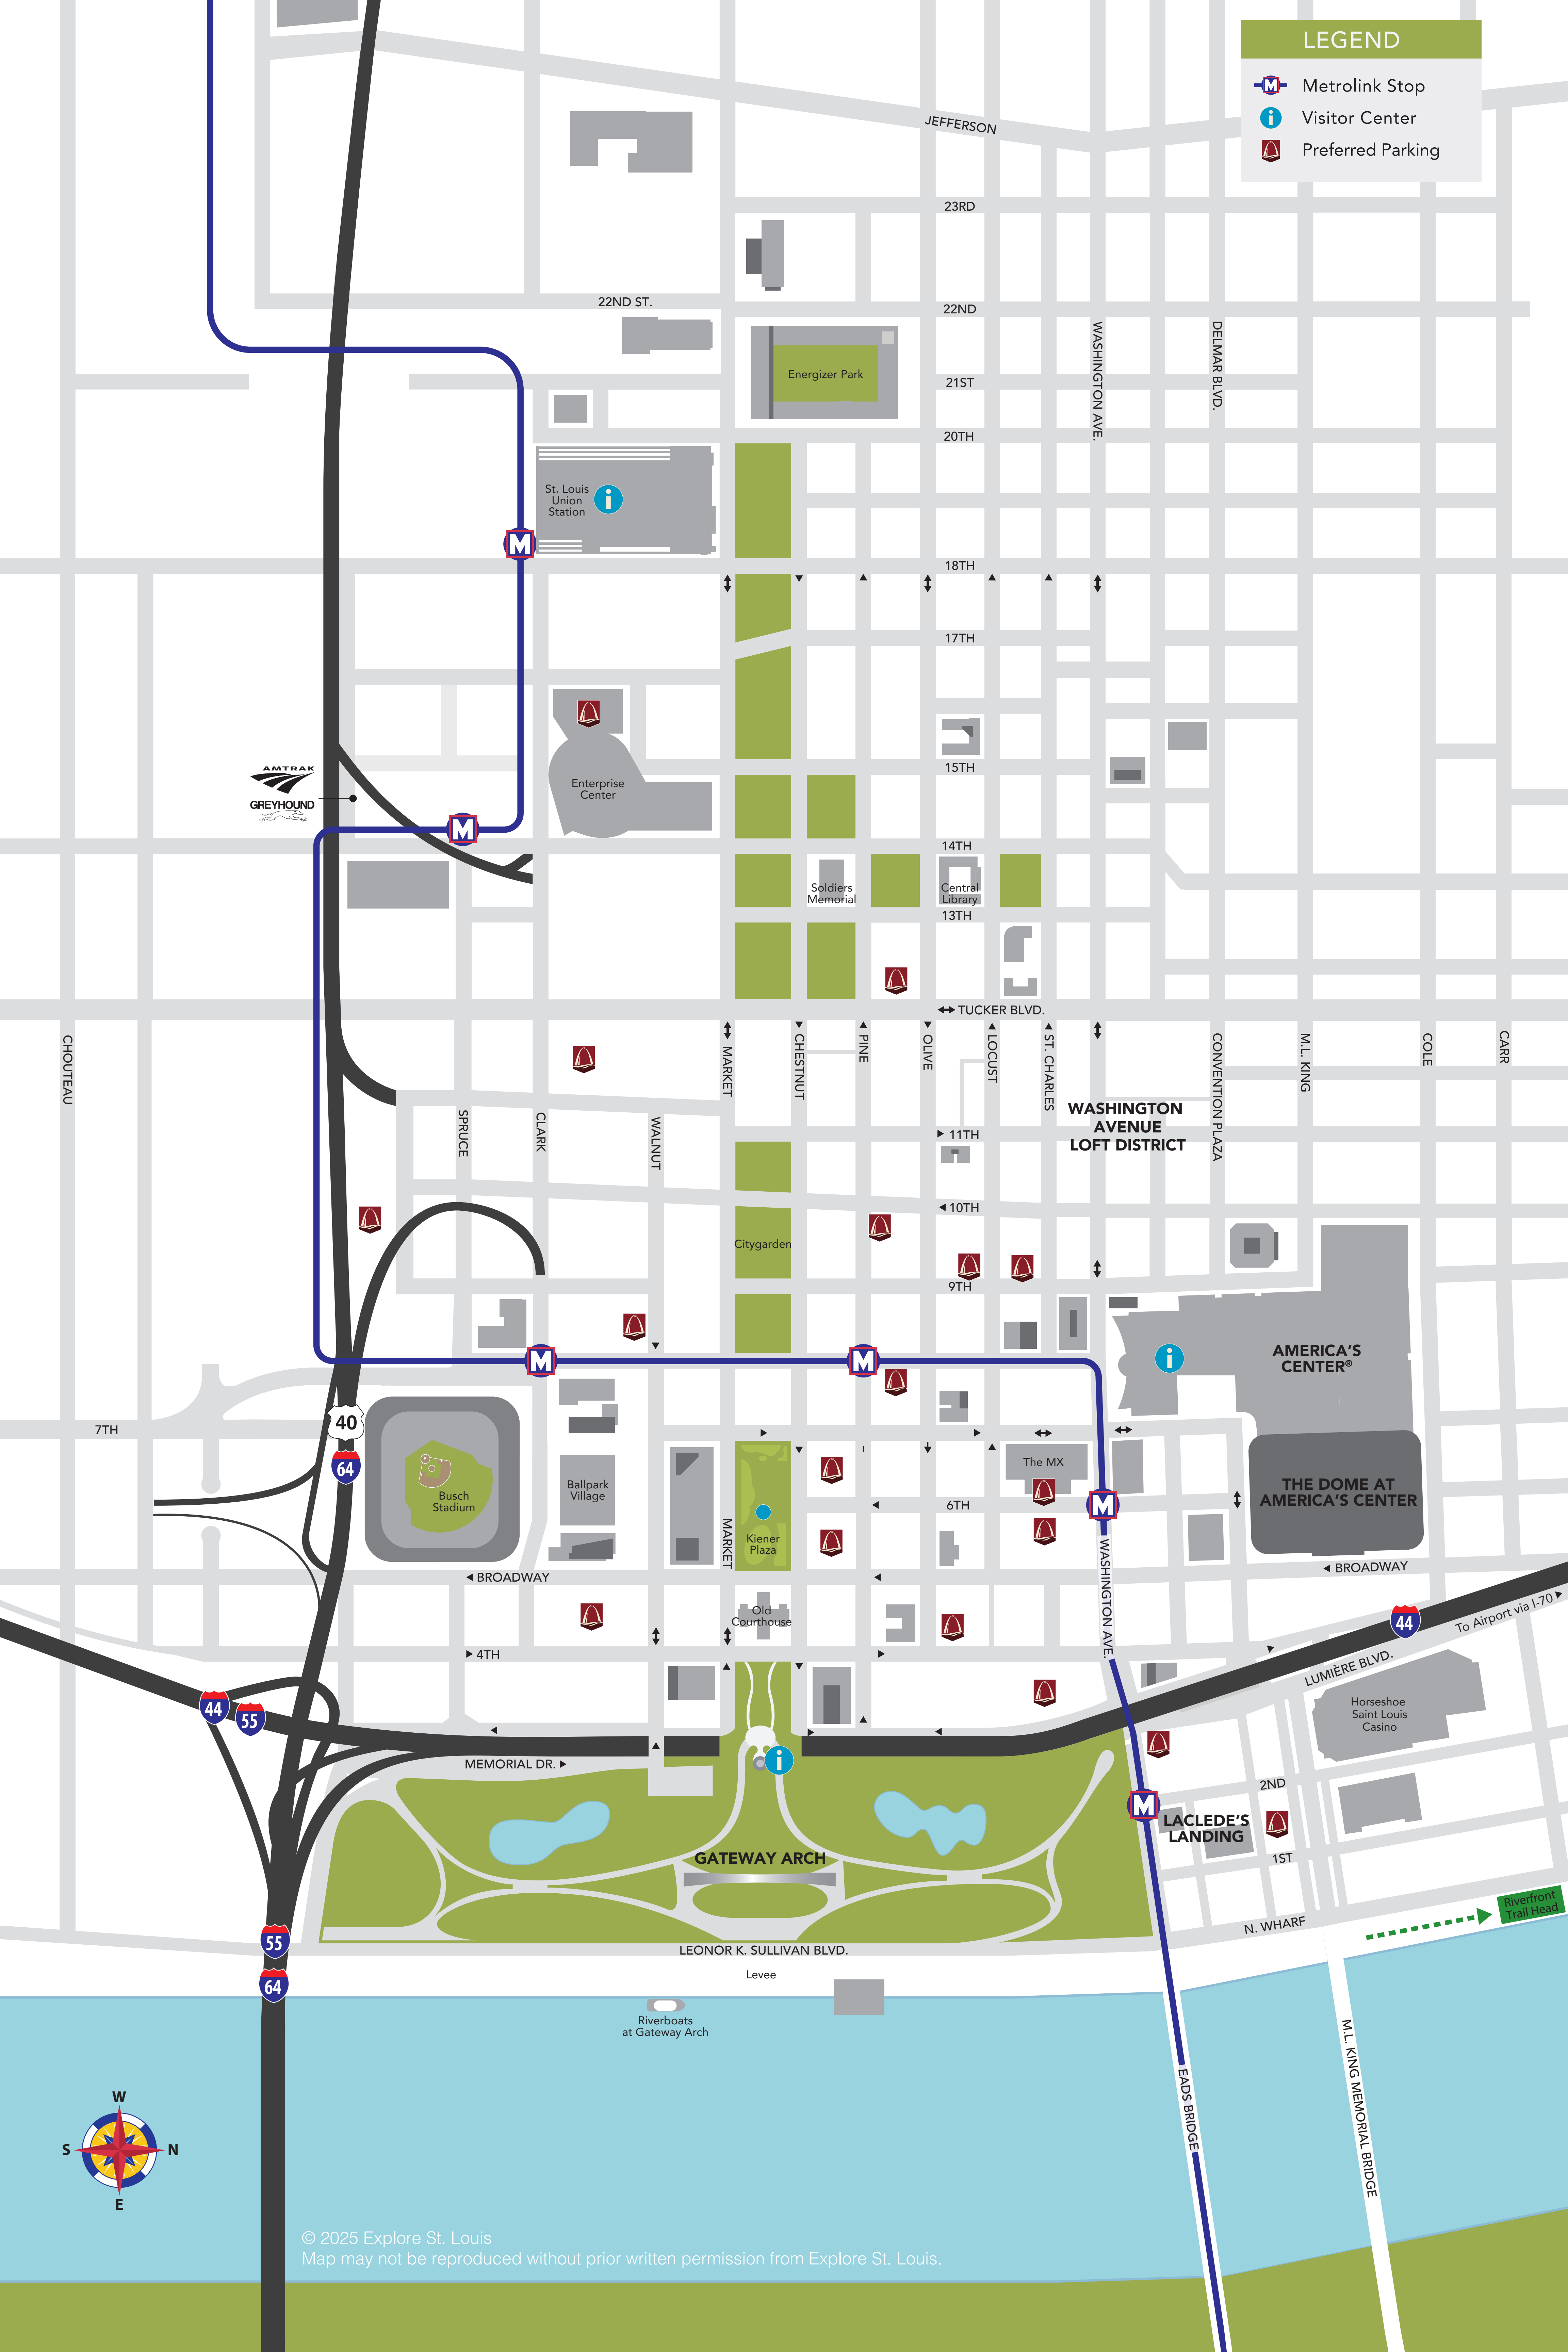 LEGEND
Metrolink Stop
Visitor Center
Preferred Parking
JEFFERSON
23RD
22ND ST.
22ND
WASHINGTON AVE.
DELMAR BLVD.
Energizer Park
21ST
20TH
St. Louis
Union
Station
18TH
17TH
AMTRAK
GREYHOUND
Enterprise
Center
15TH
14TH
Soldiers
Memorial
Central
Library
13TH
TUCKER BLVD.
CHOUTEAU
MARKET
CHESTNUT
PINE
OLIVE
LOCUST
ST. CHARLES
CONVENTION PLAZA
M.L. KING
COLE
CARR
SPRUCE
CLARK
WALNUT
WASHINGTON
AVENUE
LOFT DISTRICT
11TH
10TH
Citygarden
9TH
AMERICA'S
CENTER®
7TH
40
64
Busch
Stadium
Ballpark
Village
MARKET
Kiener
Plaza
The MX
6TH
THE DOME AT
AMERICA'S CENTER
WASHINGTON AVE.
BROADWAY
BROADWAY
Old
Courthouse
4TH
44
To Airport via I-70
LUMIÈRE BLVD.
44
55
Horseshoe
Saint Louis
Casino
MEMORIAL DR.
2ND
LACLEDE'S
LANDING
1ST
GATEWAY ARCH
Riverfront
Trail Head
N. WHARF
55
64
LEONOR K. SULLIVAN BLVD.
Levee
Riverboats
at Gateway Arch
EADS BRIDGE
M.L. KING MEMORIAL BRIDGE
W
S
N
E
© 2025 Explore St. Louis
Map may not be reproduced without prior written permission from Explore St. Louis.